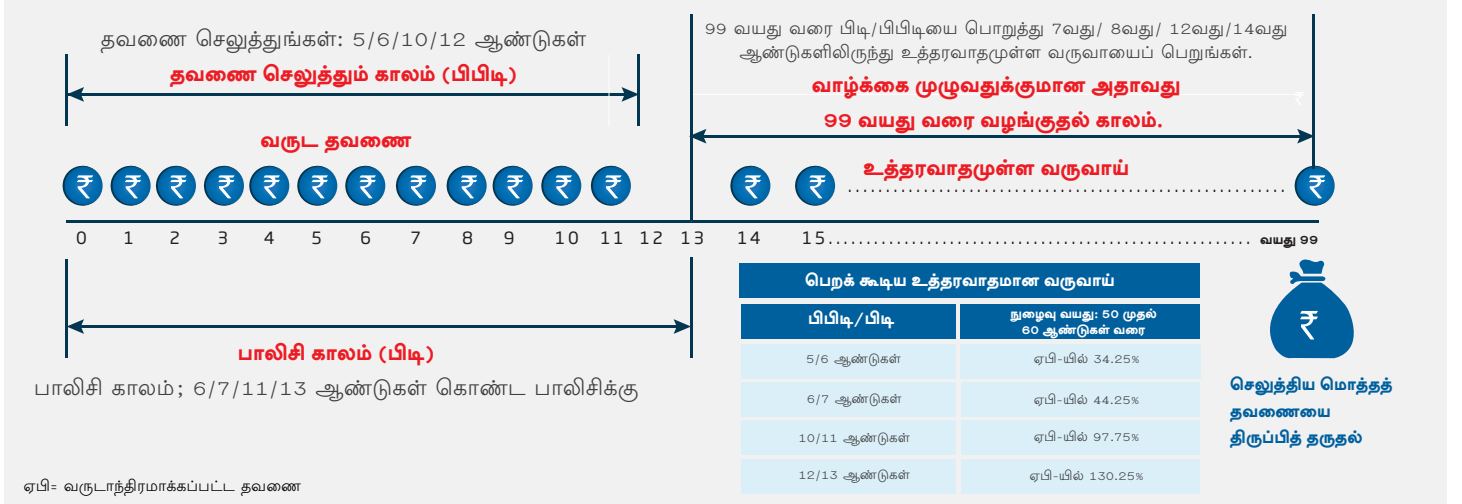 தவணை செலுத்துங்கள்: 5/6/10/12 ஆண்டுகள்
தவணை செலுத்தும் காலம் (பிபிடி)
99 வயது வரை பிடி/பிபிடியை பொறுத்து 7வது/ 8வது/ 12வது/14வது
ஆண்டுகளிலிருந்து உத்தரவாதமுள்ள வருவாயைப் பெறுங்கள்.
வாழ்க்கை முழுவதுக்குமான அதாவது
99 வயது வரை வழங்குதல் காலம்.
வருட தவணை
உத்தரவாதமுள்ள வருவாய்
₹ ₹ ₹ ₹ ₹ ₹ ₹ ₹ ₹ ₹ ₹ ₹ ₹ ₹ ₹
0 1 2 3 4 5 6 7 8 9 10 11 12 13 14 15 வயது 99
பாலிசி காலம் (பிடி)
பாலிசி காலம்; 6/7/11/13 ஆண்டுகள் கொண்ட பாலிசிக்கு
பெறக் கூடிய உத்தரவாதமான வருவாய்
பிபிடி/பிடி நுழைவு வயது: 50 முதல்
60 ஆண்டுகள் வரை
5/6 ஆண்டுகள் ஏபி-யில் 34.25%
6/7 ஆண்டுகள் ஏபி-யில் 44.25%
10/11 ஆண்டுகள் ஏபி-யில் 97.75%
12/13 ஆண்டுகள் ஏபி-யில் 130.25%
₹
செலுத்திய மொத்தத்
தவணையை
திருப்பித் தருதல்
ஏபி= வருடாந்திரமாக்கப்பட்ட தவணை